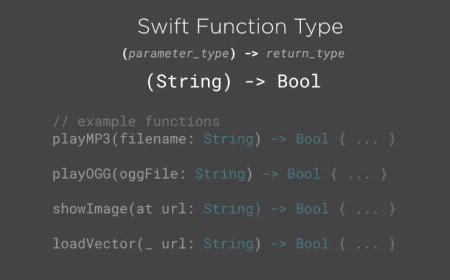 Swift Function Type
(parameter_type) -> return_type
(String) -> Bool
// example functions
playMP3(filename: String) -> Bool { ... }
playOGG(oggFile: String) -> Bool { ... }
showImage(at url: String) -> Bool { ... }
loadVector(_ url: String) -> Bool { ... }